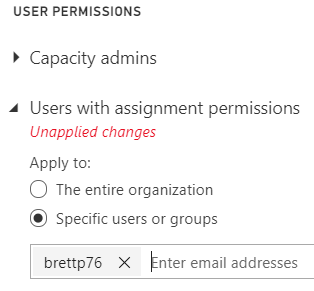 USER PERMISSIONS
Capacity admins
Users with assignment permissions
Unapplied changes
Apply to:
The entire organization
Specific users or groups
brettp76 Enter email addresses